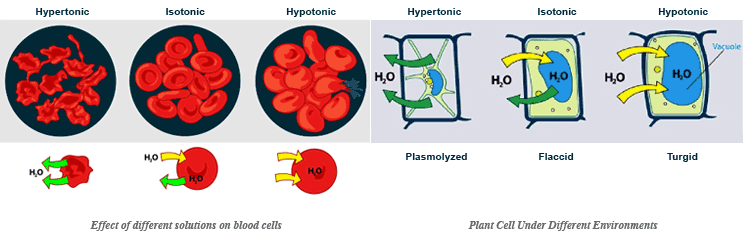 Hypertonic
Isotonic
Hypotonic
Hypertonic
Isotonic
Hypotonic
Vacuole
H₂O
H₂O
H₂O
H₂O
H₂O
Plasmolyzed
Flaccid
Turgid
H₂O
H₂O
H₂O
H₂O
Effect of different solutions on blood cells
Plant Cell Under Different Environments